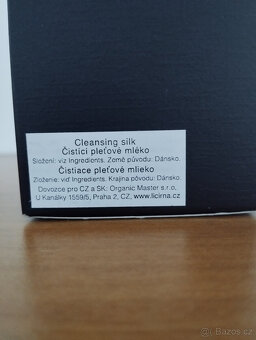 Cleansing silk
Čistící pleťové mléko
Složení: viz Ingredients. Země původu: Dánsko.
Čistiace pleťové mlieko
Zloženie: viď Ingredients. Krajina pôvodu: Dánsko.
Dovozce pro CZ a SK: Organic Master s.r.o,
U Kanálky 1559/5, Praha 2, CZ, www.licirna.cz
Bazos.cz